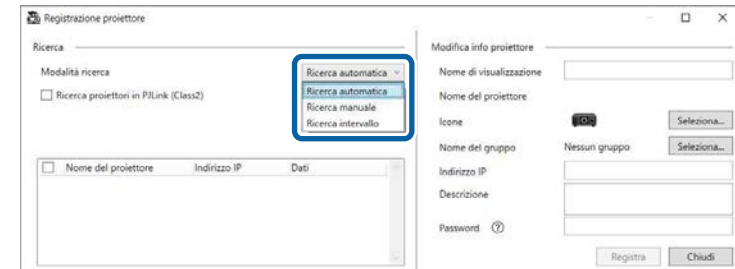 Registrazione proiettore
Ricerca
Modalità ricerca
Ricerca automatica
Ricerca automatica
Ricerca manuale
Ricerca intervallo
Ricerca proiettori in PJLink (Class2)
Nome del proiettore Indirizzo IP Dati
Modifica info proiettore
Nome di visualizzazione
Nome del proiettore
Icone Seleziona...
Nome del gruppo Nessun gruppo Seleziona...
Indirizzo IP
Descrizione
Password ?
Registra Chiudi